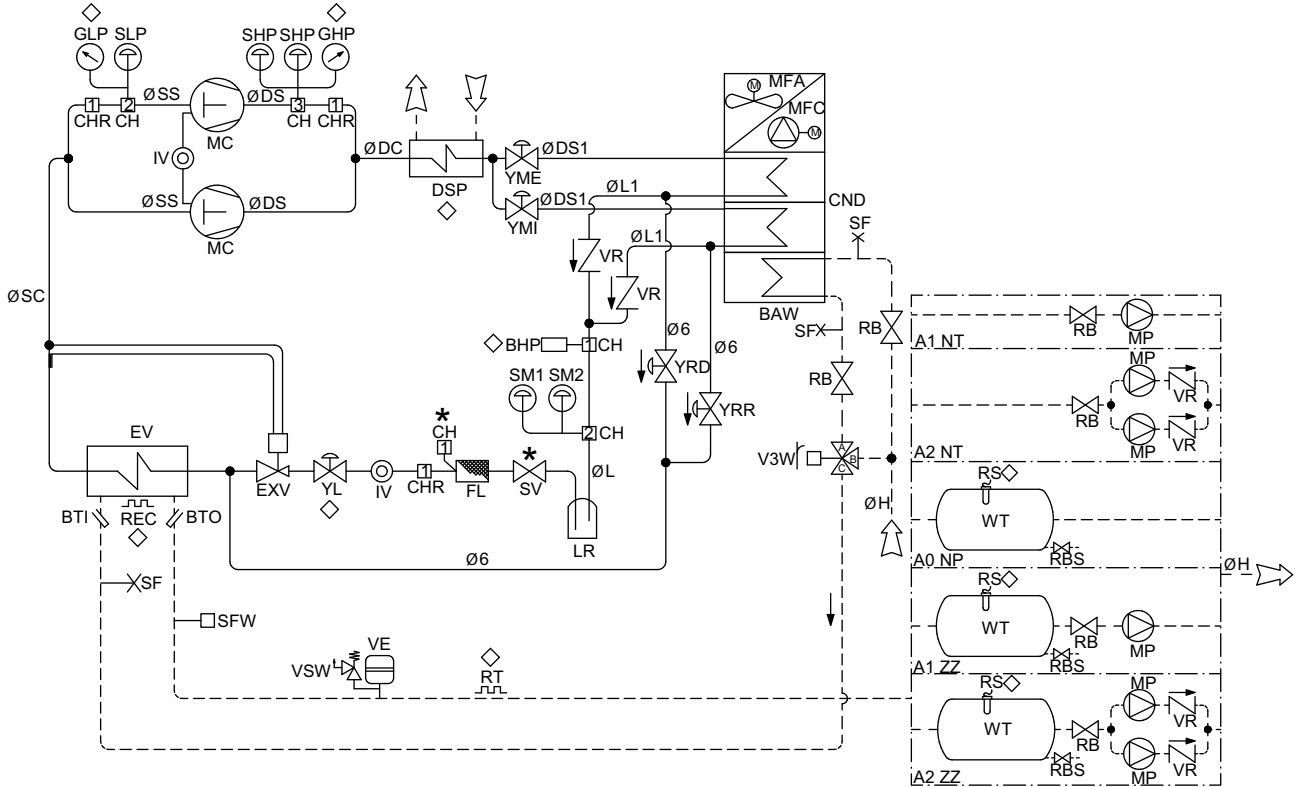 GLP SLP SHP SHP GHP
1 2 ØSS ØDS 3 1
CHR CH MC CH CHR
IV
ØSS ØDS
MC
ØDC
DSP
YME ØDS1
YMI ØDS1
M MFA
MFC
M
CND
BAW
ØL1
VR
ØL1
VR
ØSC
SF
SF
RB
RB
BHP 1 CH
Ø6
YRD
Ø6
YRR
SM1 SM2
2 CH
ØL
*
CH
1
*
EV
EXV YL IV 1 CHR FL SV
LR
BTI REC BTO
Ø6
SF
SFW
VSW VE
RT
V3W A B C
ØH
RB MP
A1 NT
MP
VR
RB
MP VR
A2 NT
RS
WT
RBS
A0 NP
ØH
RS
WT
RB MP
RBS
A1 ZZ
RS
MP
VR
WT
RB
RBS
MP VR
A2 ZZ